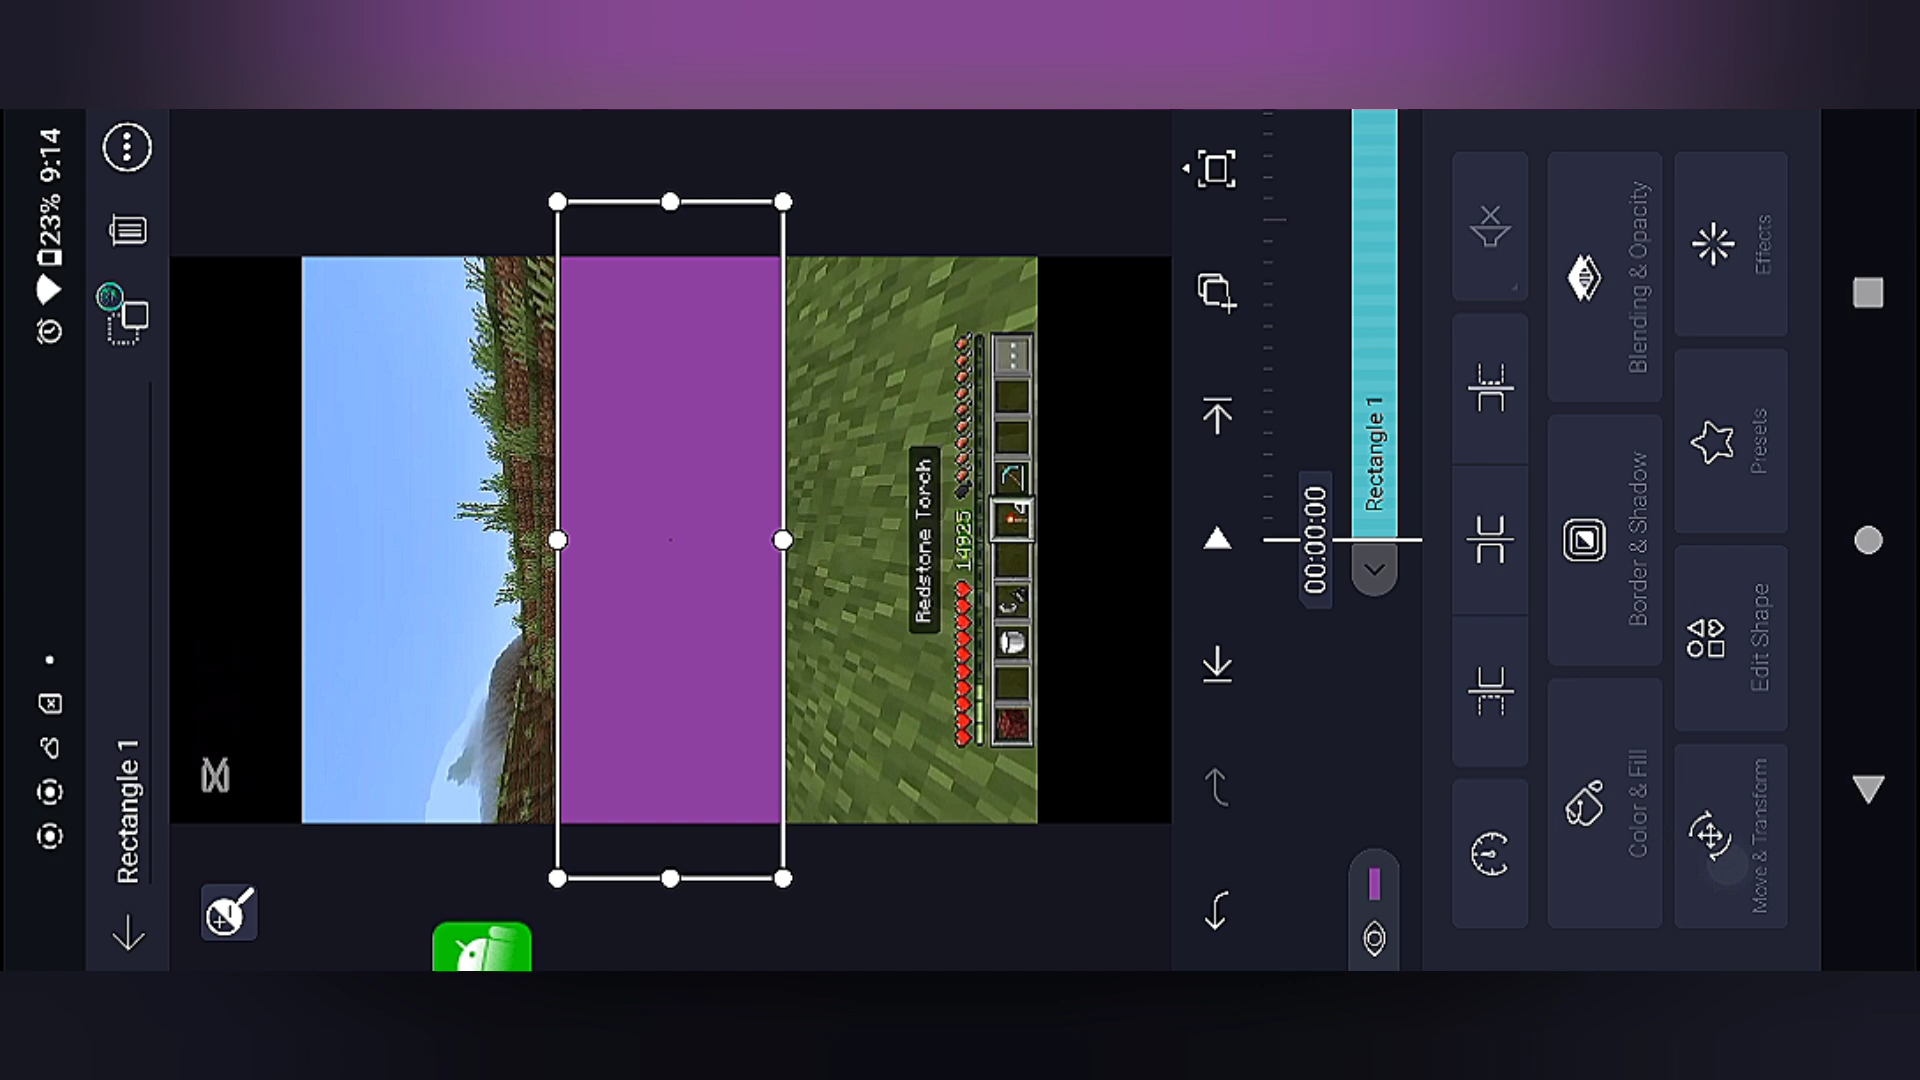 9:14
23%
Rectangle 1
Redstone Torch
14925
4
00:00:00
Rectangle 1
Color & Fill
Border & Shadow
Blending & Opacity
Move & Transform
Edit Shape
Presets
Effects